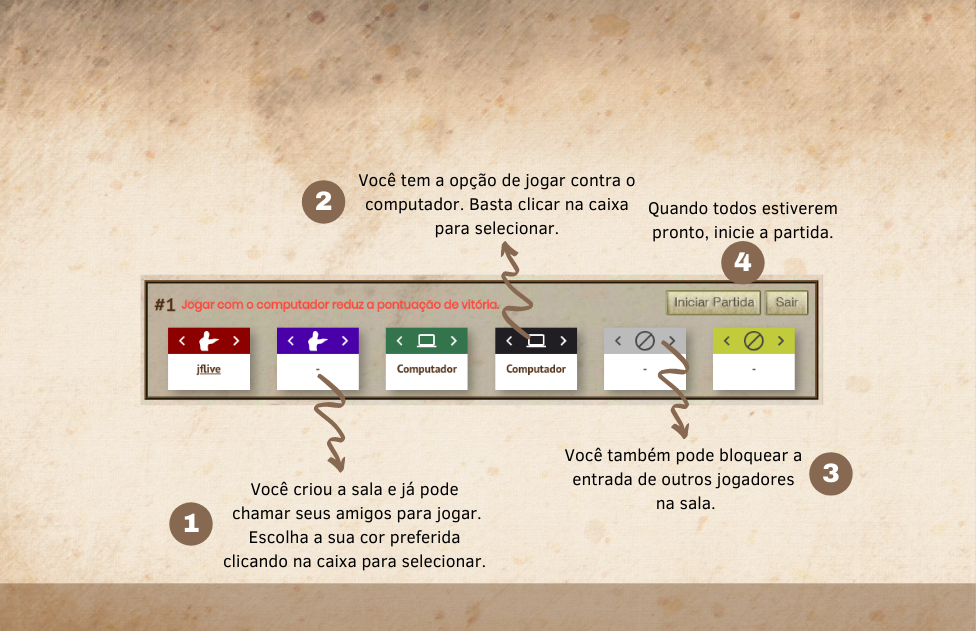 2
Você tem a opção de jogar contra o
computador. Basta clicar na caixa
para selecionar.
Quando todos estiverem
pronto, inicie a partida.
4
#1 Jogar com o computador reduz a pontuação de vitória.
Iniciar Partida
Sair
jflive
-
Computador
Computador
-
-
1
Você criou a sala e já pode
chamar seus amigos para jogar.
Escolha a sua cor preferida
clicando na caixa para selecionar.
Você também pode bloquear a
entrada de outros jogadores
na sala.
3